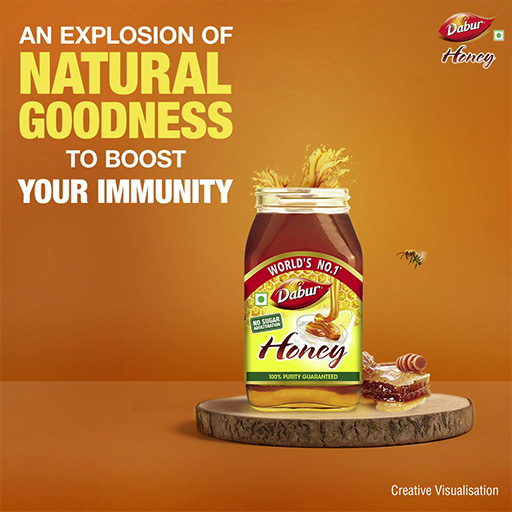 AN EXPLOSION OF
NATURAL
GOODNESS
TO BOOST
YOUR IMMUNITY
Dabur
Honey
WORLD'S NO.1*
Dabur
NO SUGAR
ADULTERATION
Honey
100% PURITY GUARANTEED
Creative Visualisation